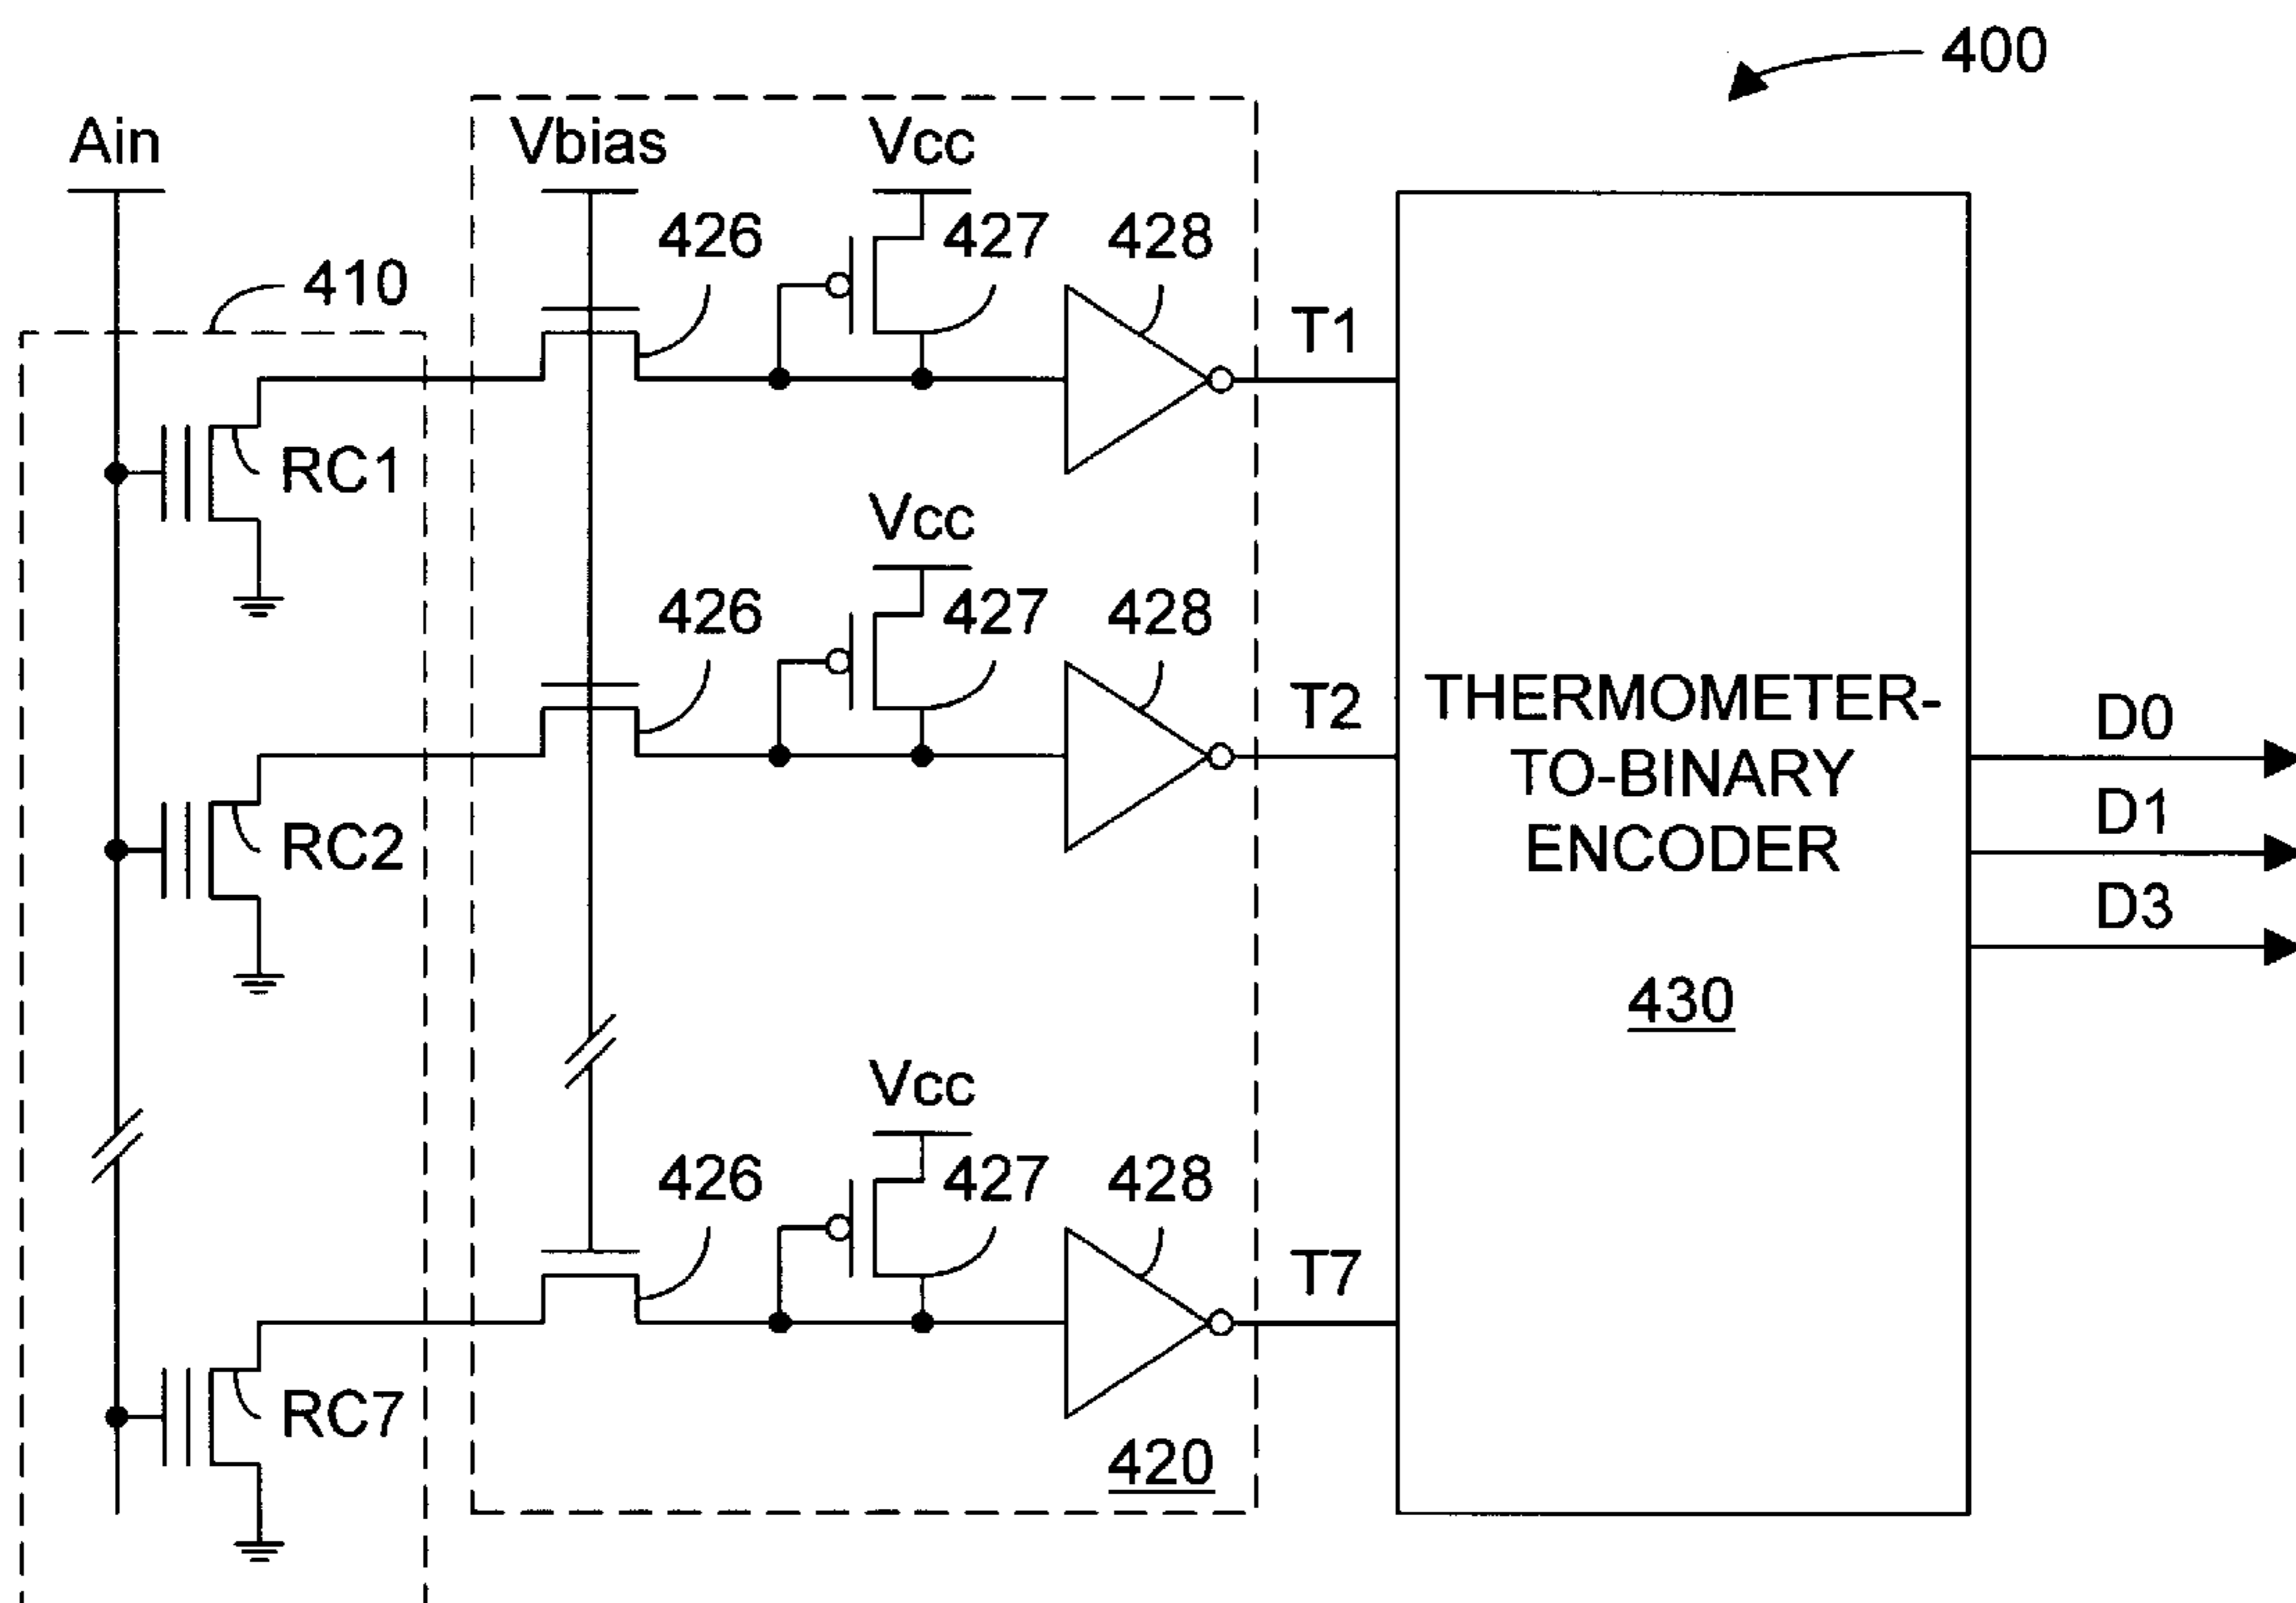 400
Ain
Vbias
Vcc
426
427
428
410
T1
RC1
Vcc
426
427
428
T2
THERMOMETER-
TO-BINARY
ENCODER
430
D0
D1
D3
RC2
Vcc
426
427
428
T7
RC7
420